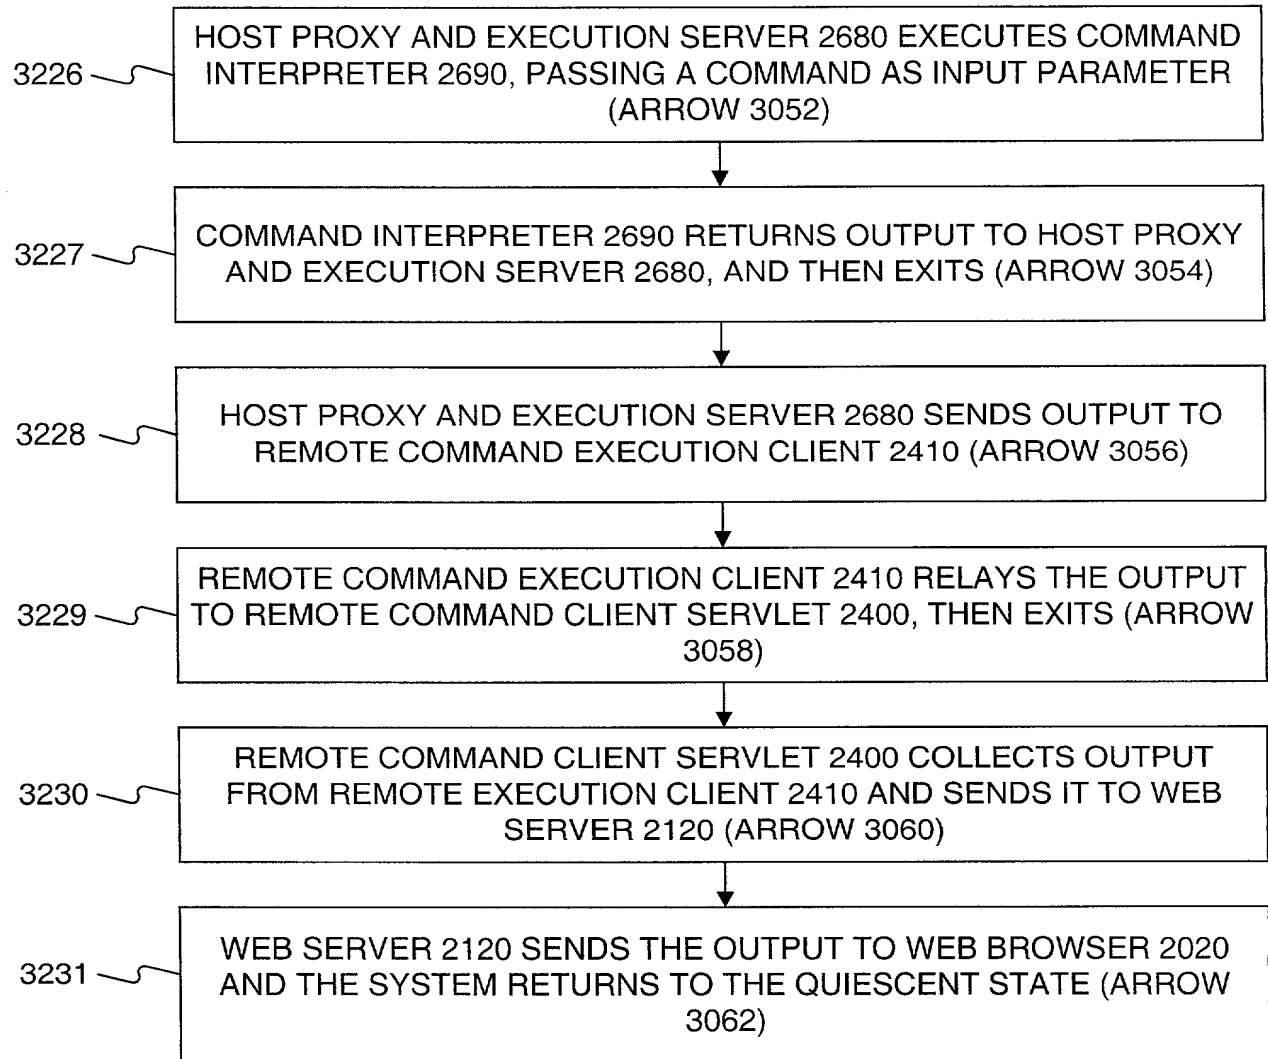 HOST PROXY AND EXECUTION SERVER 2680 EXECUTES COMMAND
3226
INTERPRETER 2690, PASSING A COMMAND AS INPUT PARAMETER
(ARROW 3052)
COMMAND INTERPRETER 2690 RETURNS OUTPUT TO HOST PROXY
3227
AND EXECUTION SERVER 2680, AND THEN EXITS (ARROW 3054)
HOST PROXY AND EXECUTION SERVER 2680 SENDS OUTPUT TO
3228
REMOTE COMMAND EXECUTION CLIENT 2410 (ARROW 3056)
REMOTE COMMAND EXECUTION CLIENT 2410 RELAYS THE OUTPUT
3229
TO REMOTE COMMAND CLIENT SERVLET 2400, THEN EXITS (ARROW
3058)
REMOTE COMMAND CLIENT SERVLET 2400 COLLECTS OUTPUT
3230
FROM REMOTE EXECUTION CLIENT 2410 AND SENDS IT TO WEB
SERVER 2120 (ARROW 3060)
WEB SERVER 2120 SENDS THE OUTPUT TO WEB BROWSER 2020
3231
AND THE SYSTEM RETURNS TO THE QUIESCENT STATE (ARROW
3062)